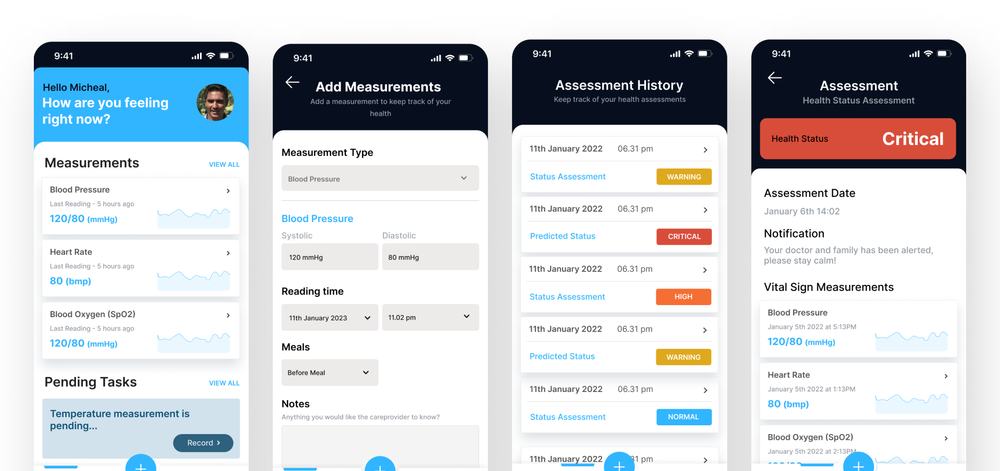 9:41
Hello Micheal,
How are you feeling
right now?
Measurements
VIEW ALL
Blood Pressure
Last Reading - 5 hours ago
120/80 (mmHg)
Heart Rate
Last Reading - 5 hours ago
80 (bmp)
Blood Oxygen (SpO2)
Last Reading - 5 hours ago
120/80 (mmHg)
Pending Tasks
VIEW ALL
Temperature measurement is
pending...
Record
9:41
Add Measurements
Add a measurement to keep track of your
health
Measurement Type
Blood Pressure
Blood Pressure
Systolic
Diastolic
120 mmHg
80 mmHg
Reading time
11th January 2023
11.02 pm
Meals
Before Meal
Notes
Anything you would like the careprovider to know?
9:41
Assessment History
Keep track of your health assessments
11th January 2022 06.31 pm
Status Assessment
WARNING
11th January 2022 06.31 pm
Predicted Status
CRITICAL
11th January 2022 06.31 pm
Status Assessment
HIGH
11th January 2022 06.31 pm
Predicted Status
WARNING
11th January 2022 06.31 pm
Status Assessment
NORMAL
11th January 2022 31 pm
9:41
Assessment
Health Status Assessment
Health Status
Critical
Assessment Date
January 6th 14:02
Notification
Your doctor and family has been alerted,
please stay calm!
Vital Sign Measurements
Blood Pressure
January 5th 2022 at 5:13PM
120/80 (mmHg)
Heart Rate
January 5th 2022 at 1:13PM
80 (bmp)
Blood Oxygen (SpO2)
January 5th 2022 at 2:13PM